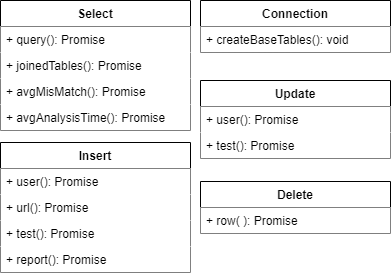 Select
+ query(): Promise
+ joinedTables(): Promise
+ avgMisMatch(): Promise
+ avgAnalysisTime(): Promise
Insert
+ user(): Promise
+ url(): Promise
+ test(): Promise
+ report(): Promise
Connection
+ createBaseTables(): void
Update
+ user(): Promise
+ test(): Promise
Delete
+ row( ): Promise